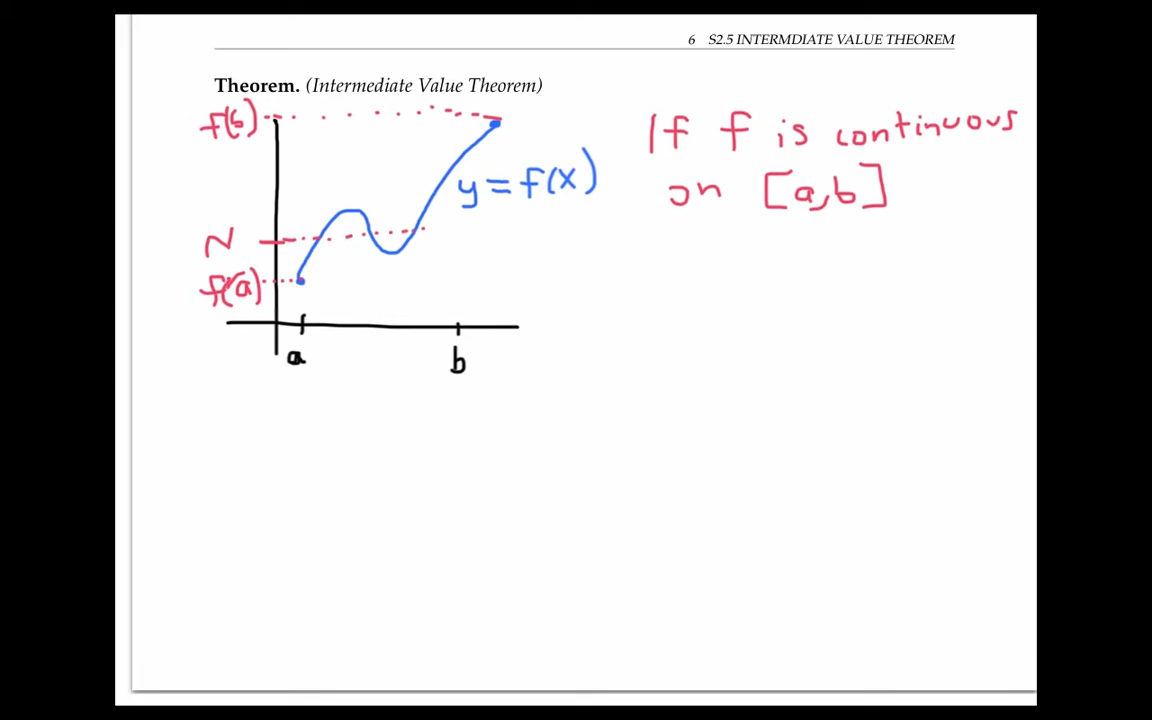 6 S2.5 INTERMDIATE VALUE THEOREM
Theorem. (Intermediate Value Theorem)
f(b)
If f is continuous
on [a,b]
y = f(x)
N
f(a)
a
b